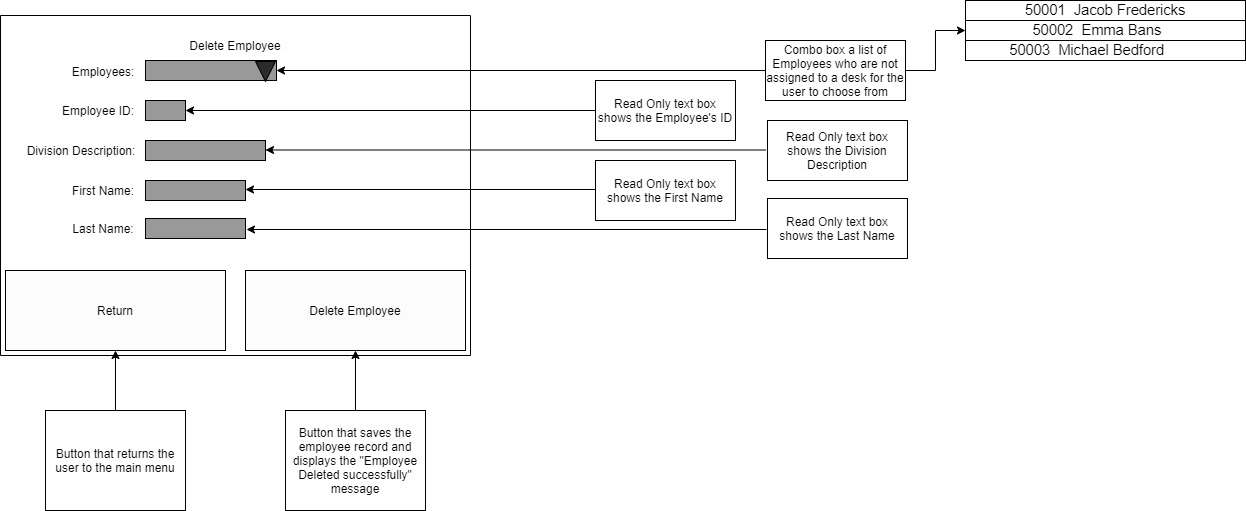 50001  Jacob Fredericks
50002  Emma Bans
50003  Michael Bedford
Delete Employee
Employees:
Combo box a list of
Employees who are not
assigned to a desk for the
user to choose from
Employee ID:
Read Only text box
shows the Employee's ID
Division Description:
Read Only text box
shows the Division
Description
First Name:
Read Only text box
shows the First Name
Last Name:
Read Only text box
shows the Last Name
Return
Delete Employee
Button that returns the
user to the main menu
Button that saves the
employee record and
displays the "Employee
Deleted successfully"
message